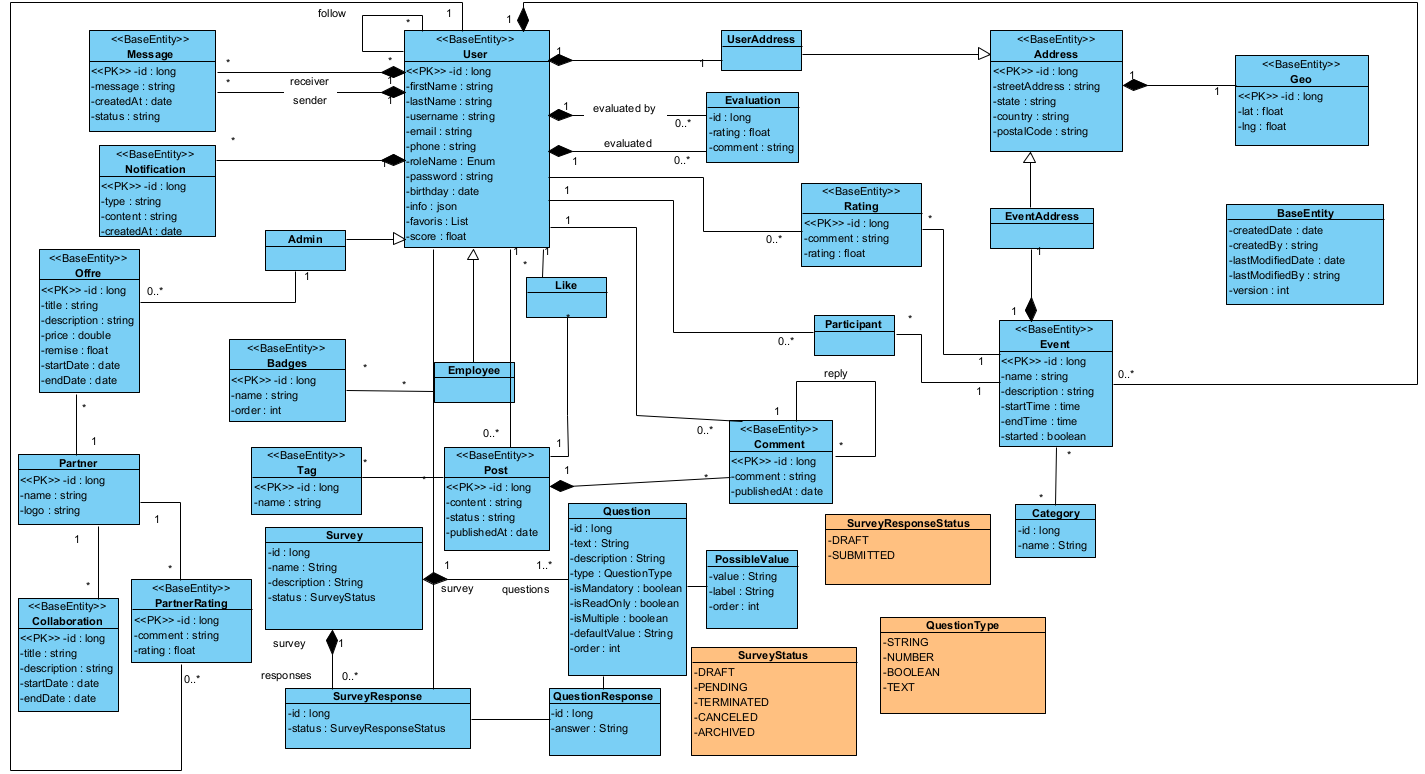 follow
*
1
1
<<BaseEntity>>
Message
<<PK>> -id : long
-message : string
-createdAt : date
-status : string
*
*
receiver
sender
*
1
1
<<BaseEntity>>
User
<<PK>> -id : long
-firstName : string
-lastName : string
-username : string
-email : string
-phone : string
-roleName : Enum
-password : string
-birthday : date
-info : json
-favoris : List
-score : float
1
1
UserAddress
<<BaseEntity>>
Address
<<PK>> -id : long
-streetAddress : string
-state : string
-country : string
-postalCode : string
1
1
<<BaseEntity>>
Geo
<<PK>> -id : long
-lat : float
-lng : float
1
evaluated by
0..*
Evaluation
-id : long
-rating : float
-comment : string
evaluated
1
0..*
*
1
<<BaseEntity>>
Notification
<<PK>> -id : long
-type : string
-content : string
-createdAt : date
1
0..*
<<BaseEntity>>
Rating
<<PK>> -id : long
-comment : string
-rating : float
*
EventAddress
1
1
BaseEntity
-createdDate : date
-createdBy : string
-lastModifiedDate : date
-lastModifiedBy : string
-version : int
Admin
1
0..*
<<BaseEntity>>
Offre
<<PK>> -id : long
-title : string
-description : string
-price : double
-remise : float
-startDate : date
-endDate : date
1
1
1
*
Like
*
1
Participant
*
0..*
<<BaseEntity>>
Event
<<PK>> -id : long
-name : string
-description : string
-startTime : time
-endTime : time
-started : boolean
1
1
0..*
<<BaseEntity>>
Badges
<<PK>> -id : long
-name : string
-order : int
*
*
Employee
reply
1
*
0..*
<<BaseEntity>>
Comment
<<PK>> -id : long
-comment : string
-publishedAt : date
*
1
0..*
<<BaseEntity>>
Post
<<PK>> -id : long
-content : string
-status : string
-publishedAt : date
<<BaseEntity>>
Tag
<<PK>> -id : long
-name : string
*
*
*
1
Partner
<<PK>> -id : long
-name : string
-logo : string
1
1
*
*
*
*
Category
-id : long
-name : String
Survey
-id : long
-name : String
-description : String
-status : SurveyStatus
1
survey
1..*
questions
Question
-id : long
-text : String
-description : String
-type : QuestionType
-isMandatory : boolean
-isReadOnly : boolean
-isMultiple : boolean
-defaultValue : String
-order : int
PossibleValue
-value : String
-label : String
-order : int
SurveyResponseStatus
-DRAFT
-SUBMITTED
<<BaseEntity>>
Collaboration
<<PK>> -id : long
-title : string
-description : string
-startDate : date
-endDate : date
<<BaseEntity>>
PartnerRating
<<PK>> -id : long
-comment : string
-rating : float
0..*
survey
1
responses
0..*
SurveyResponse
-id : long
-status : SurveyResponseStatus
QuestionResponse
-id : long
-answer : String
SurveyStatus
-DRAFT
-PENDING
-TERMINATED
-CANCELED
-ARCHIVED
QuestionType
-STRING
-NUMBER
-BOOLEAN
-TEXT